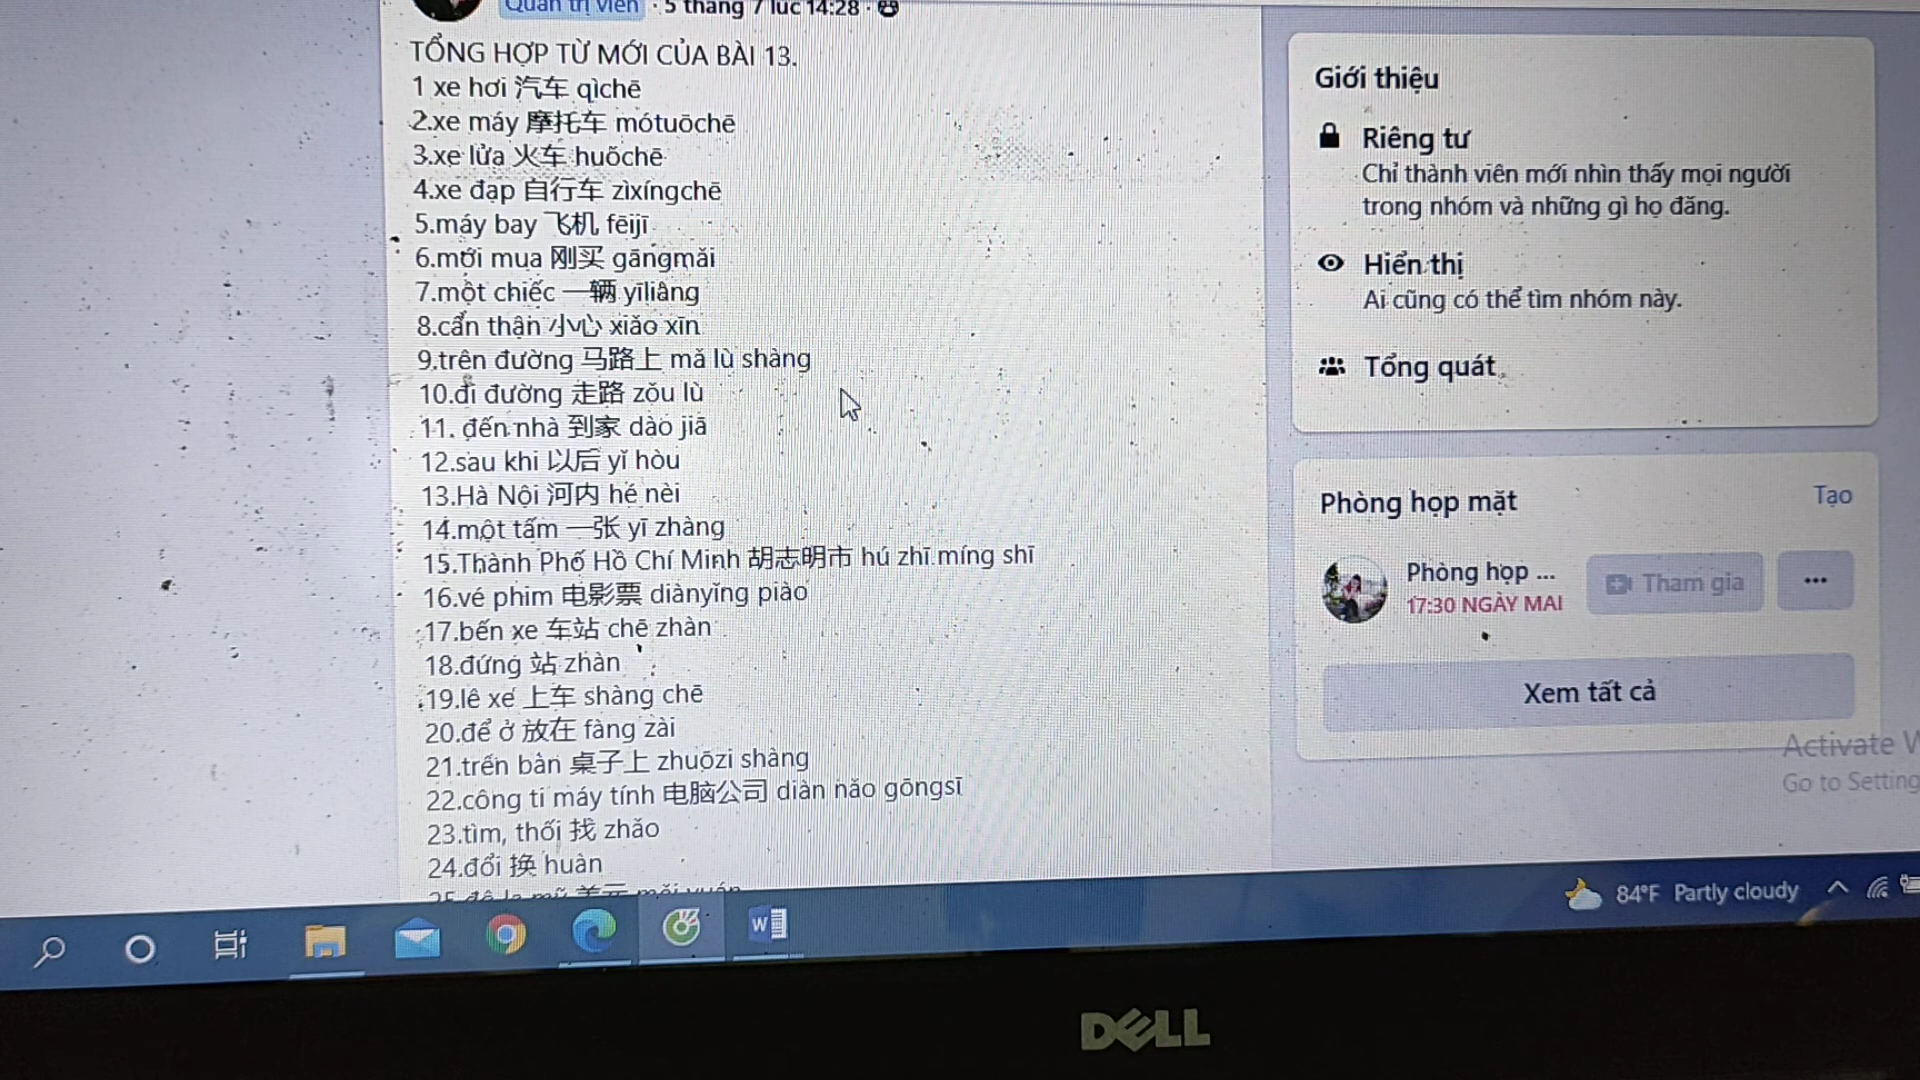 Quản trị viên · 5 tháng 7 lúc 14:28 ·
TỔNG HỢP TỪ MỚI CỦA BÀI 13.
1 xe hơi 汽车 qìchē
2.xe máy 摩托车 mótuōchē
3.xe lửa 火车 huǒchē
4.xe đạp 自行车 zìxíngchē
5.máy bay 飞机 fēijī
6.mới mua 刚买 gāngmǎi
7.một chiếc 一辆 yīliâng
8.cẩn thận 小心 xiǎo xīn
9.trên đường 马路上 mǎ lù shàng
10.đi đường 走路 zǒu lù
11. đến nhà 到家 dào jiā
12.sau khi 以后 yǐ hòu
13.Hà Nội 河内 hé nèi
14.một tấm 一张 yī zhàng
15.Thành Phố Hồ Chí Minh 胡志明市 hú zhī míng shī
16.vé phim 电影票 diànyǐng piào
17.bến xe 车站 chē zhàn
18.đứng 站 zhàn
19.lê xe 上车 shàng chē
20.để ở 放在 fàng zài
21.trến bàn 桌子上 zhuōzi shàng
22.công ti máy tính 电脑公司 diàn nǎo gōngsī
23.tìm, thối 找 zhǎo
24.đổi 换 huàn
Giới thiệu
Riêng tư
Chỉ thành viên mới nhìn thấy mọi người
trong nhóm và những gì họ đăng.
Hiển thị
Ai cũng có thể tìm nhóm này.
Tổng quát
Phòng họp mặt
Tạo
Phòng họp ...
17:30 NGÀY MAI
Tham gia
Xem tất cả
Activate W
Go to Setting
84°F Partly cloudy
DELL